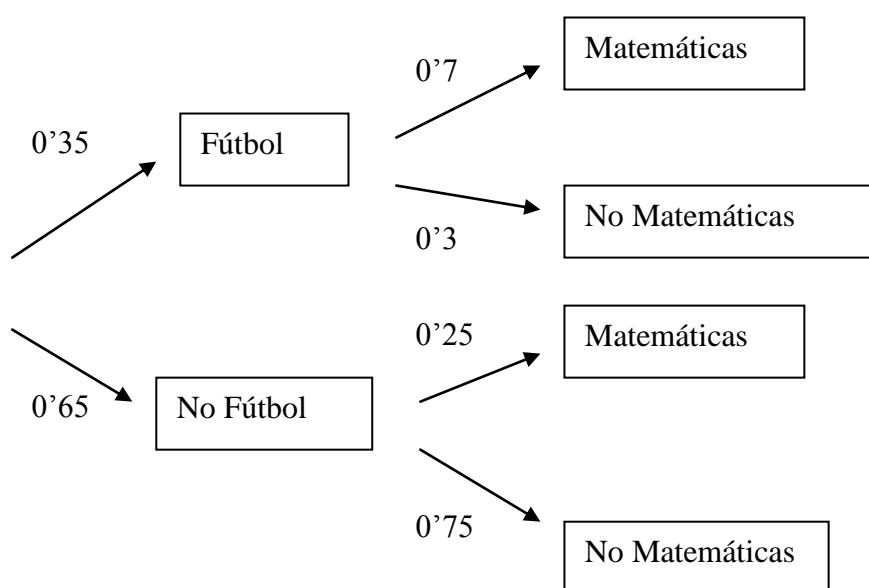 Matemáticas
0’7
0’35
Fútbol
No Matemáticas
0’3
Matemáticas
0’25
0’65
No Fútbol
0’75
No Matemáticas